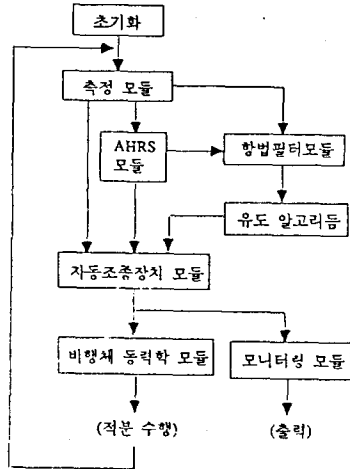 초기화
측정 모듈
AHRS
모듈
항법필터모듈
유도 알고리듬
자동조종장치 모듈
비행체 동력학 모듈
모니터링 모듈
(적분 수행)
(출력)